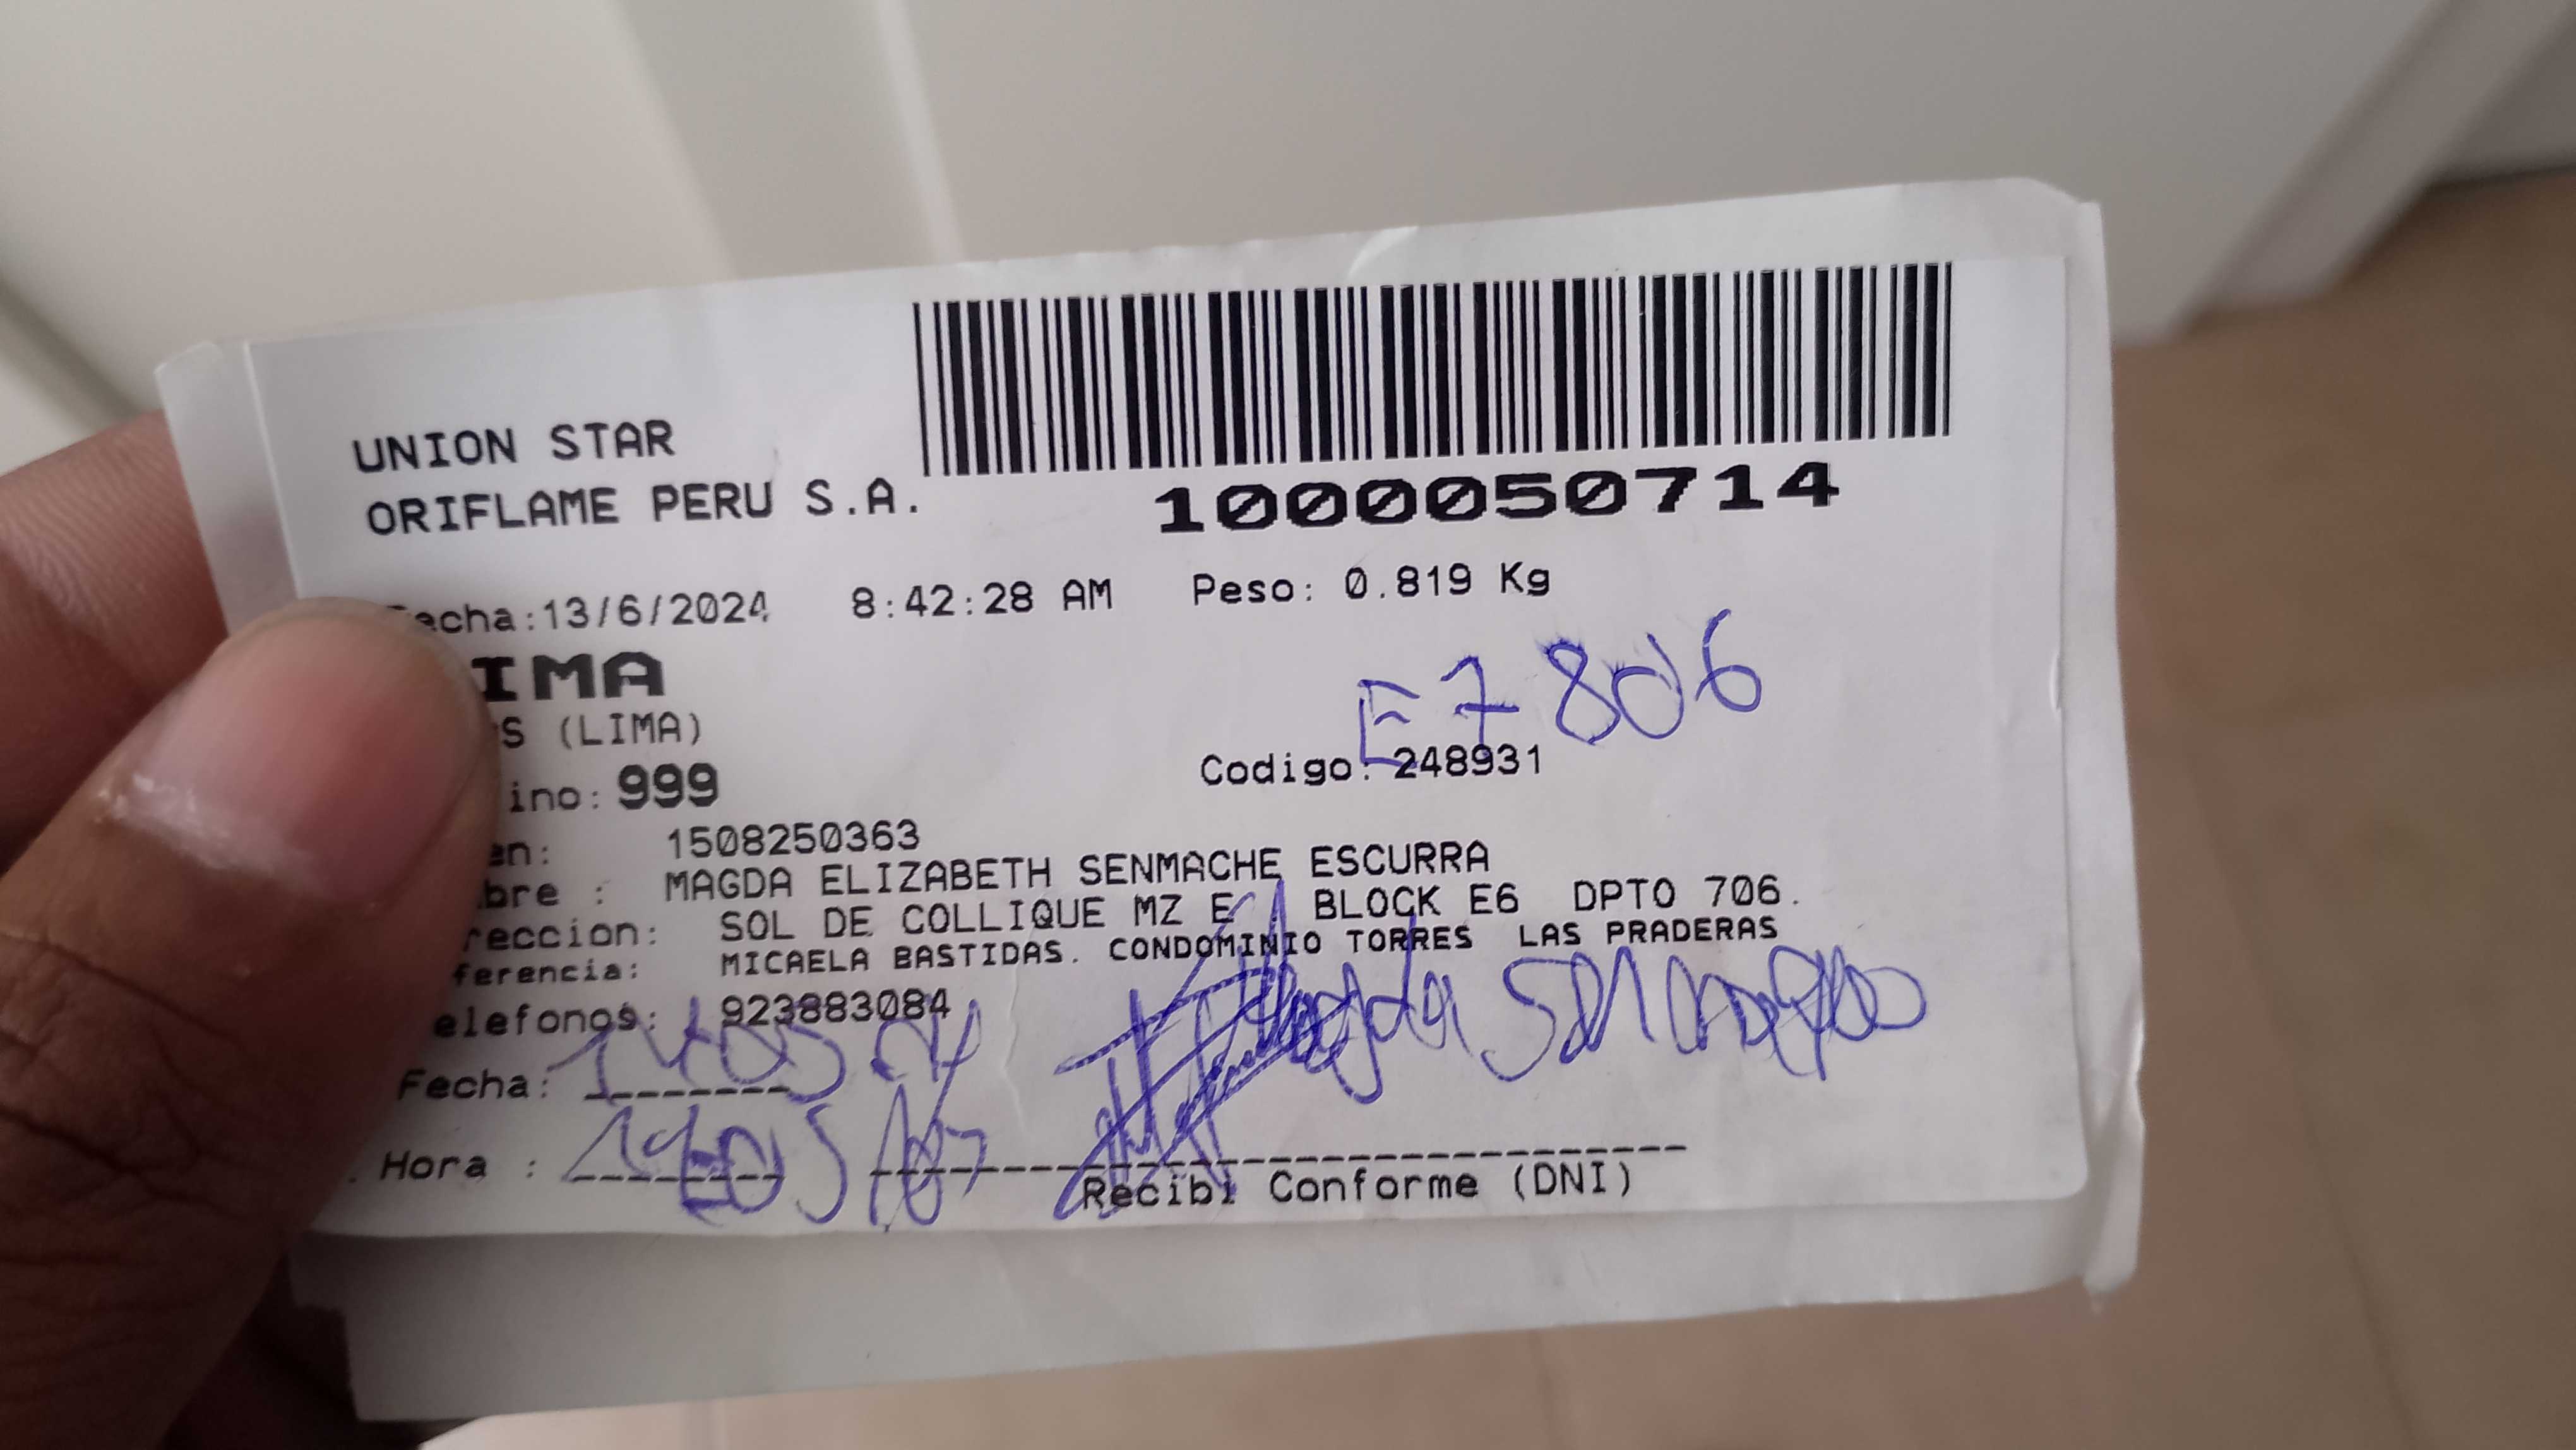 UNION STAR
ORIFLAME PERU S.A.
1000050714
Fecha:13/6/2024 8:42:28 AM Peso: 0.819 Kg
IMA
E7 806
S (LIMA)
Codigo: 248931
ino: 999
en: 1508250363
bre : MAGDA ELIZABETH SENMACHE ESCURRA
reccion: SOL DE COLLIQUE MZ E BLOCK E6 DPTO 706.
ferencia: MICAELA BASTIDAS. CONDOMINIO TORRES LAS PRADERAS
elefonos: 923883084
Magda
Fecha:
Hora :
Recibi Conforme (DNI)